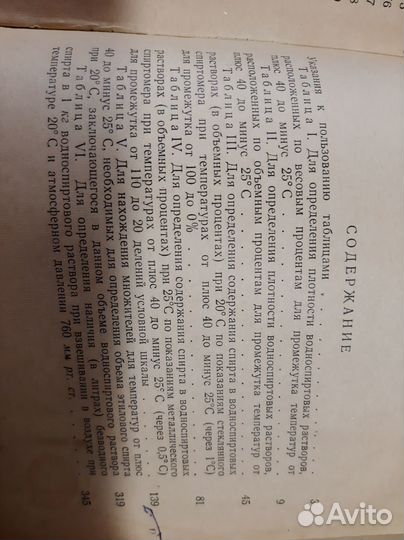 СОДЕРЖАНИЕ
Указания к пользованию таблицами . . . 3
Таблица I. Для определения плотности водноспиртовых растворов,
расположенных по весовым процентам для промежутка температур от
плюс 40 до минус 25° С . . . 9
Таблица II. Для определения плотности водноспиртовых растворов,
расположенных по объемным процентам для промежутка температур от
плюс 40 до минус 25° С . . . 45
Таблица III. Для определения содержания спирта в водноспиртовых
растворах (в объемных процентах) при 20°С по показаниям стеклянного
спиртомера при температурах от плюс 40 до минус 25°С (через 1°С)
для промежутка от 100 до 0% . . . 81
Таблица IV. Для определения содержания спирта в водноспиртовых
растворах (в объемных процентах) при 25°С по показаниям металлического
спиртомера при температурах от плюс 40 до минус 25° С (через 0,5°С)
для промежутка от 110 до 20 делений условной шкалы . . . 139
Таблица V. Для нахождения множителей для температур от плюс
40 до минус 25° С, необходимых для определения объема этилового спирта
при 20°С, заключающегося в данном объеме водноспиртового раствора . 319
Таблица VI. Для определения наличия (в литрах) безводного
спирта в 1 кг водноспиртового раствора при взвешивании в воздухе при
температуре 20° С и атмосферном давлении 760 мм рт. ст. . . 345
Avito